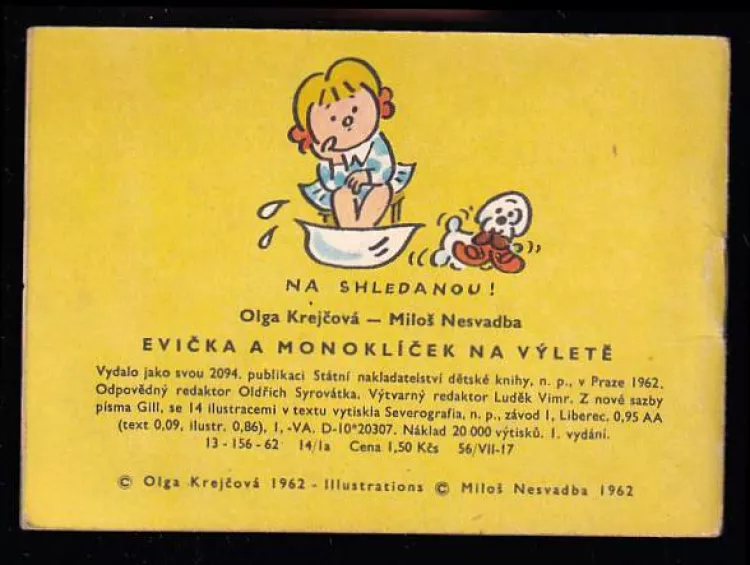 NA SHLEDANOU!
Olga Krejčová — Miloš Nesvadba
EVIČKA A MONOKLÍČEK NA VÝLETĚ
Vydalo jako svou 2094. publikaci Státní nakladatelství dětské knihy, n. p., v Praze 1962.
Odpovědný redaktor Oldřich Syrovátka. Výtvarný redaktor Luděk Vimr. Z nové sazby
písma Gill, se 14 ilustracemi v textu vytiskla Severografia, n. p., závod 1, Liberec. 0,95 AA
(text 0,09, ilustr. 0,86), 1,-VA. D-10*20307. Náklad 20 000 výtisků. 1. vydání.
13 - 156 - 62 14/1a Cena 1,50 Kčs 56/VII-17
© Olga Krejčová 1962 - Illustrations © Miloš Nesvadba 1962